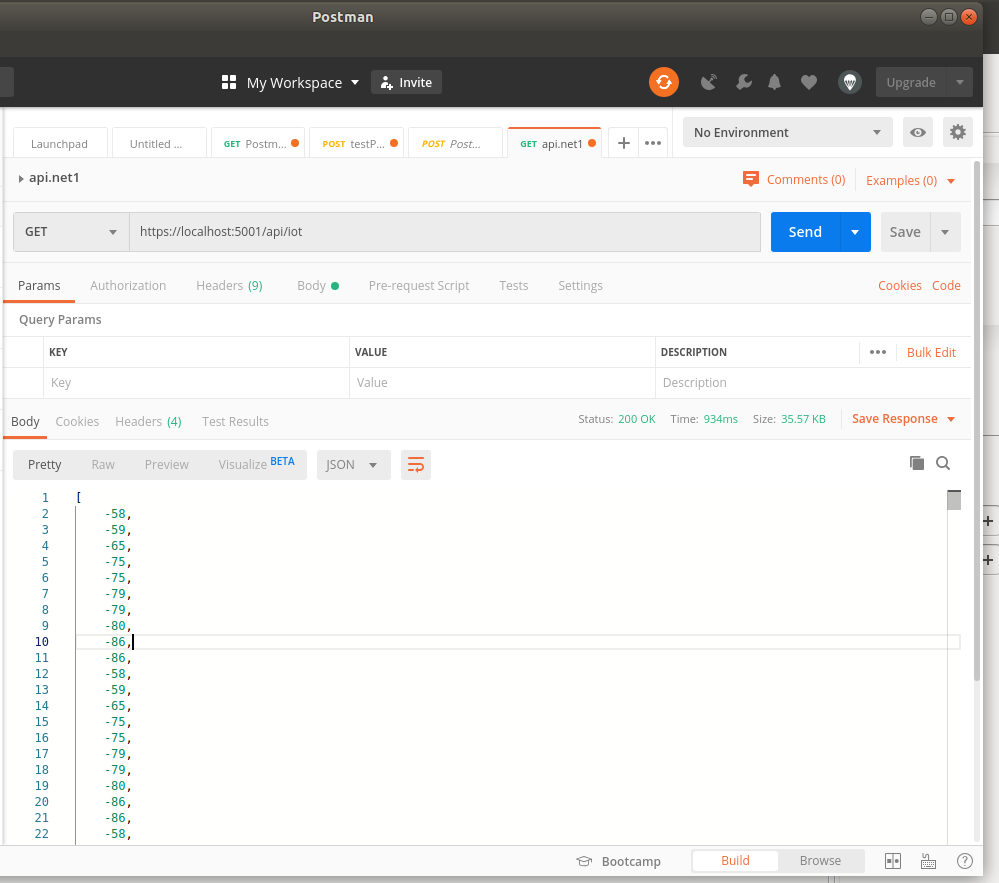 Postman
My Workspace Invite Upgrade
Launchpad Untitled ... GET Postm... POST testP... POST Post... GET api.net1 + ••• No Environment
api.net1 Comments (0) Examples (0)
GET https://localhost:5001/api/iot Send Save
Params Authorization Headers (9) Body Pre-request Script Tests Settings Cookies Code
Query Params
KEY VALUE DESCRIPTION ••• Bulk Edit
Key Value Description
Body Cookies Headers (4) Test Results Status: 200 OK Time: 934ms Size: 35.57 KB Save Response
Pretty Raw Preview Visualize BETA JSON
1 [
2 -58,
3 -59,
4 -65,
5 -75,
6 -75,
7 -79,
8 -79,
9 -80,
10 -86,
11 -86,
12 -58,
13 -59,
14 -65,
15 -75,
16 -75,
17 -79,
18 -79,
19 -80,
20 -86,
21 -86,
22 -58,
Bootcamp Build Browse